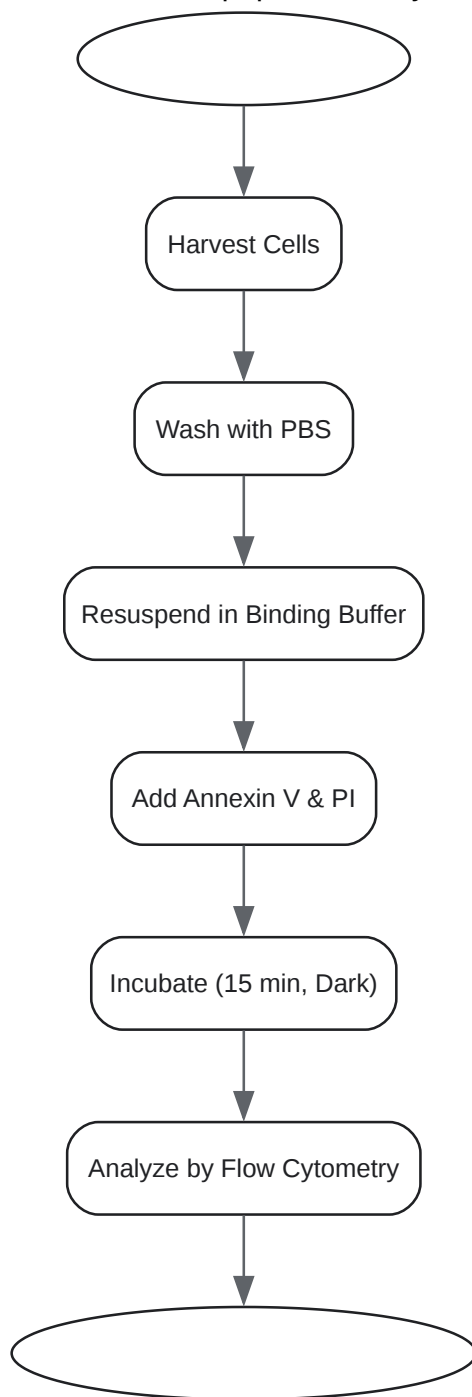 Harvest Cells
Wash with PBS
Resuspend in Binding Buffer
Add Annexin V & PI
Incubate (15 min, Dark)
Analyze by Flow Cytometry